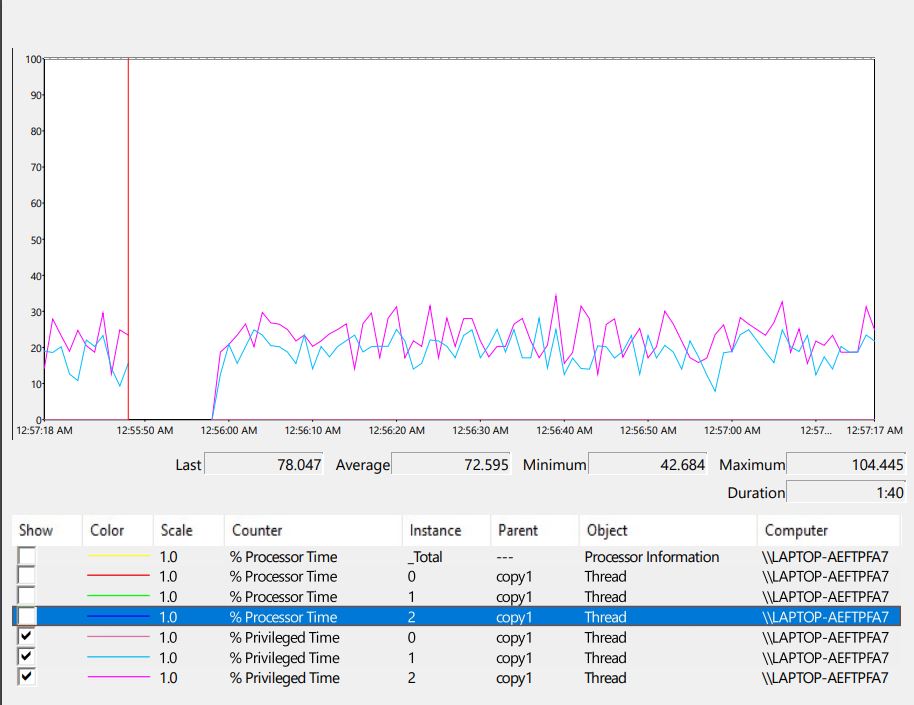 100
90
80
70
60
50
40
30
20
10
0
12:57:18 AM 12:55:50 AM 12:56:00 AM 12:56:10 AM 12:56:20 AM 12:56:30 AM 12:56:40 AM 12:56:50 AM 12:57:00 AM 12:57... 12:57:17 AM
Last 78.047 Average 72.595 Minimum 42.684 Maximum 104.445
Duration 1:40
Show Color Scale Counter Instance Parent Object Computer
1.0 % Processor Time _Total --- Processor Information \\LAPTOP-AEFTPFA7
1.0 % Processor Time 0 copy1 Thread \\LAPTOP-AEFTPFA7
1.0 % Processor Time 1 copy1 Thread \\LAPTOP-AEFTPFA7
1.0 % Processor Time 2 copy1 Thread \\LAPTOP-AEFTPFA7
1.0 % Privileged Time 0 copy1 Thread \\LAPTOP-AEFTPFA7
1.0 % Privileged Time 1 copy1 Thread \\LAPTOP-AEFTPFA7
1.0 % Privileged Time 2 copy1 Thread \\LAPTOP-AEFTPFA7